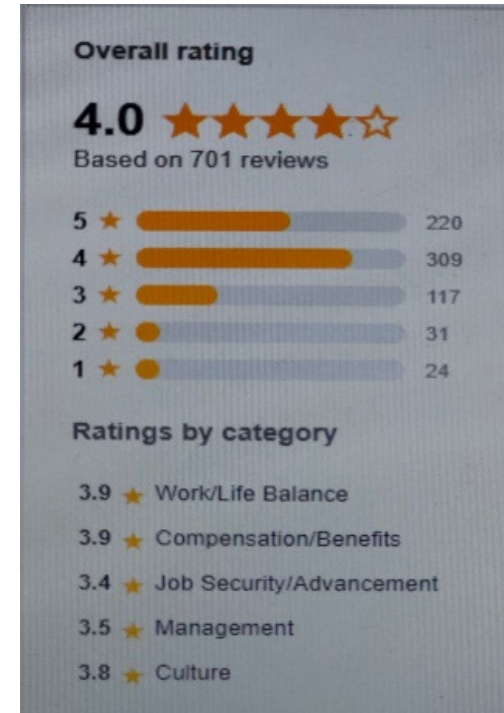 Overall rating
4.0
Based on 701 reviews
5 220
4 309
3 117
2 31
1 24
Ratings by category
3.9 Work/Life Balance
3.9 Compensation/Benefits
3.4 Job Security/Advancement
3.5 Management
3.8 Culture